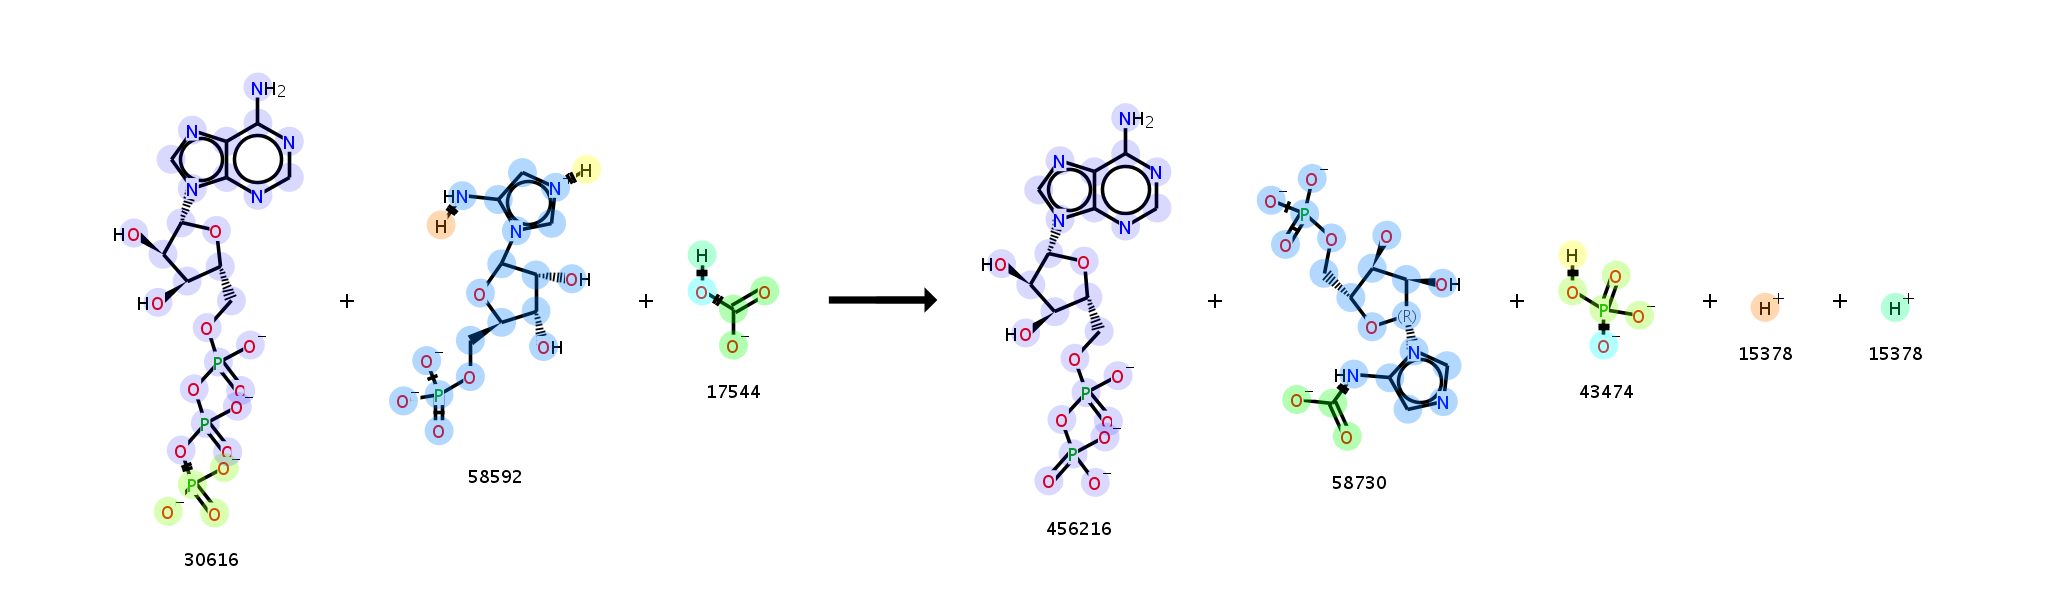 NH2
N N
N N
HO O
HO
O
P O−
O O
P O−
O O
P O−
O− O
30616
+
H
HN N
H
N
O OH
OH
O−
O
O− P
O
58592
+
H
O O
O−
17544
+
NH2
N N
N N
HO O
HO
O
P O−
O O
P O−
O O−
456216
+
O−
O− P
O O O
OH
O (R)
N
HN
O− N
O
58730
+
H
O O
P O−
O−
43474
+
H+
15378
+
H+
15378